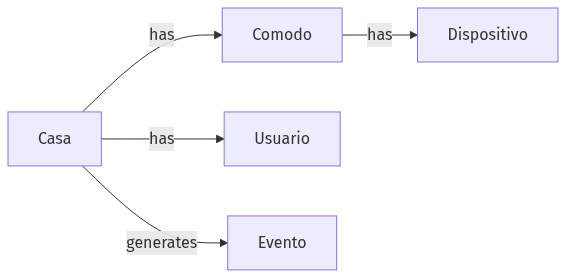 has
Comodo
has
Dispositivo
Casa
has
Usuario
generates
Evento